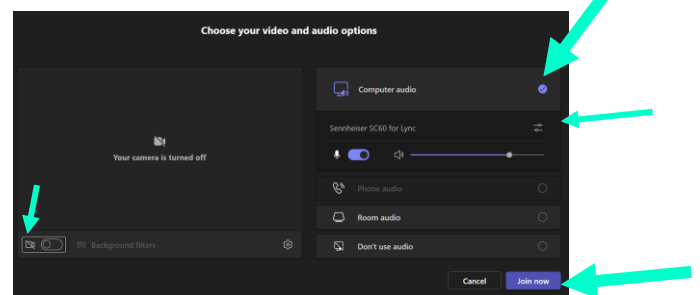 Choose your video and audio options
Your camera is turned off
Background filters
Computer audio
Sennheiser SC60 for Lync
Phone audio
Room audio
Don't use audio
Cancel
Join now